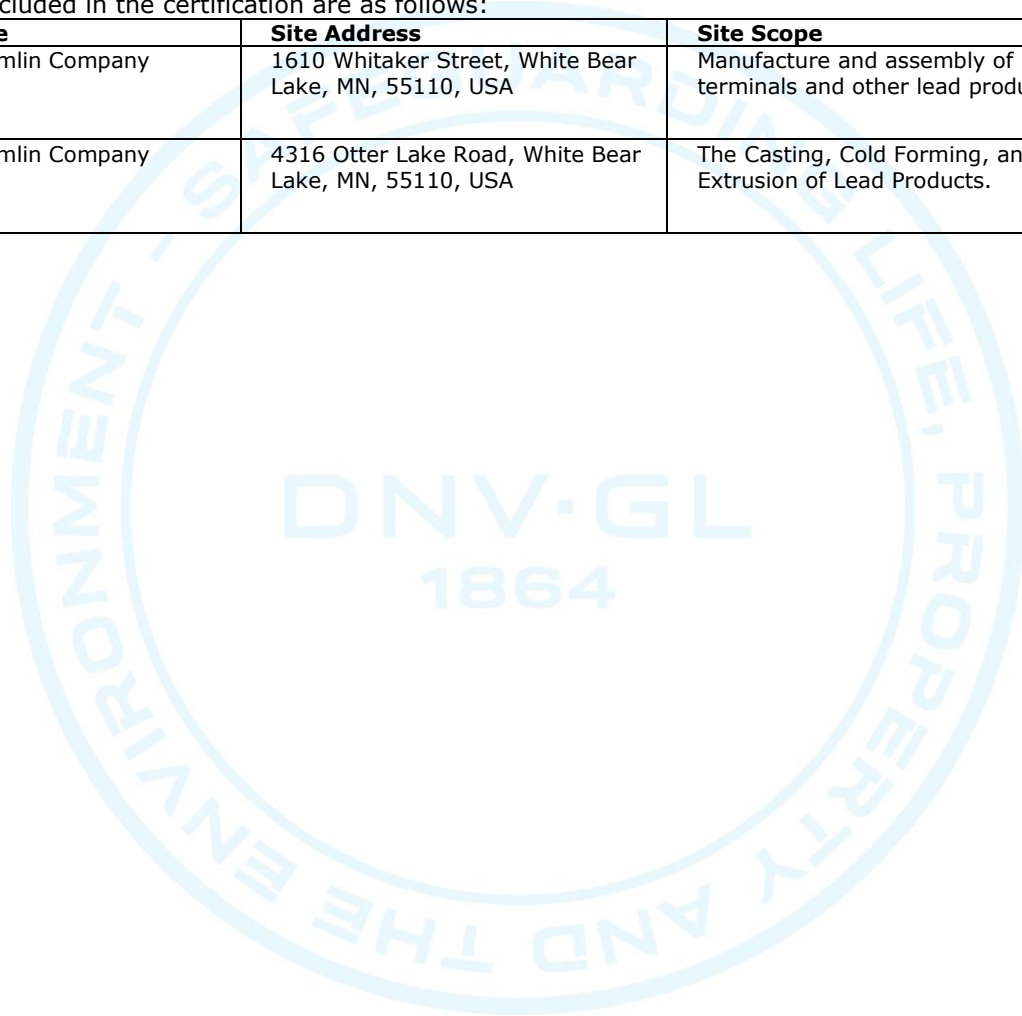 cluded in the certification are as follows:
e Site Address Site Scope
mlin Company 1610 Whitaker Street, White Bear Manufacture and assembly of
Lake, MN, 55110, USA terminals and other lead produ
mlin Company 4316 Otter Lake Road, White Bear The Casting, Cold Forming, an
Lake, MN, 55110, USA Extrusion of Lead Products.
SAFEGUARDING LIFE, PROPERTY AND THE ENVIRONMENT -
DNV·GL
1864